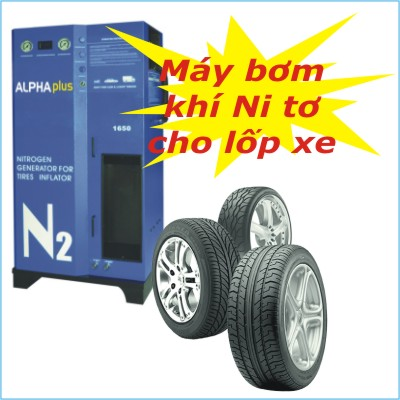 ALPHAplus
1650
NITROGEN
GENERATOR FOR
TIRES INFLATOR
N2
Máy bơm
khí Ni tơ
cho lốp xe